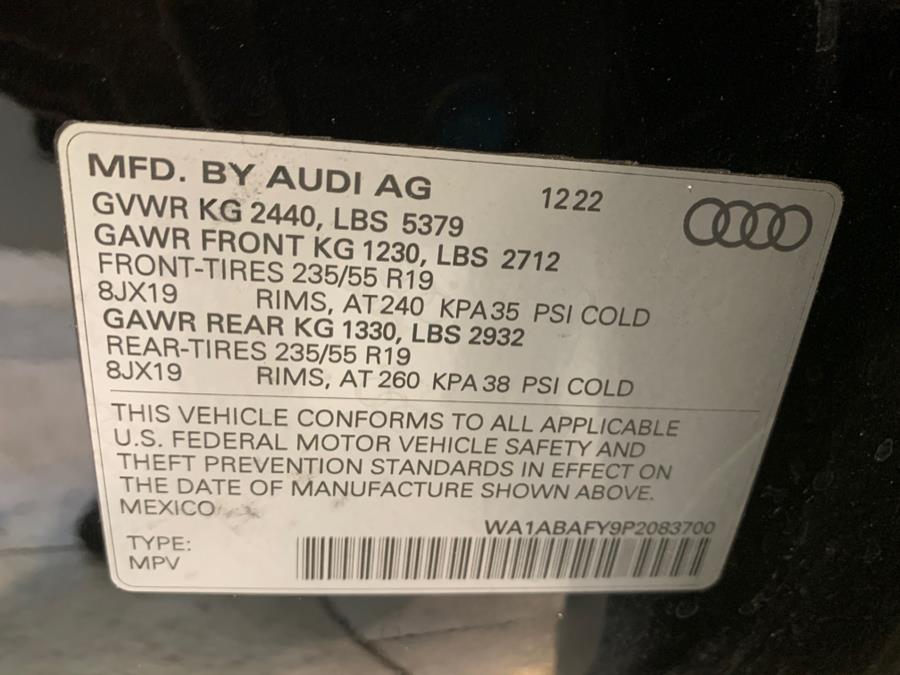 MFD. BY AUDI AG 12 22
GVWR KG 2440, LBS 5379
GAWR FRONT KG 1230, LBS 2712
FRONT-TIRES 235/55 R19
8JX19 RIMS, AT 240 KPA 35 PSI COLD
GAWR REAR KG 1330, LBS 2932
REAR-TIRES 235/55 R19
8JX19 RIMS, AT 260 KPA 38 PSI COLD
THIS VEHICLE CONFORMS TO ALL APPLICABLE
U.S. FEDERAL MOTOR VEHICLE SAFETY AND
THEFT PREVENTION STANDARDS IN EFFECT ON
THE DATE OF MANUFACTURE SHOWN ABOVE.
MEXICO
WA1ABAFY9P2083700
TYPE:
MPV